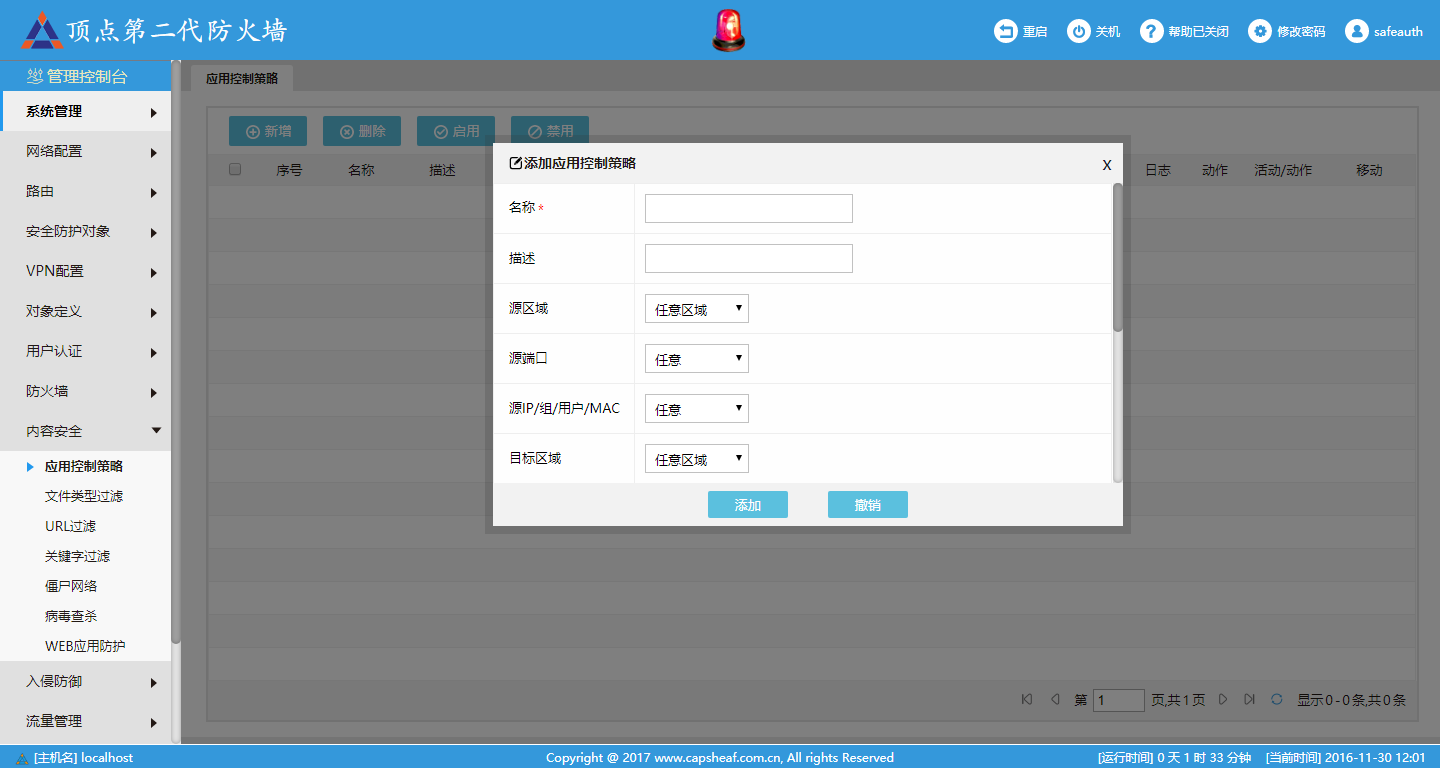 顶点第二代防火墙
重启 关机 帮助已关闭 修改密码 safeauth
管理控制台
应用控制策略
系统管理
网络配置
路由
安全防护对象
VPN配置
对象定义
用户认证
防火墙
内容安全
应用控制策略
文件类型过滤
URL过滤
关键字过滤
僵尸网络
病毒查杀
WEB应用防护
入侵防御
流量管理
新增 删除 启用 禁用
序号 名称 描述 日志 动作 活动/动作 移动
添加应用控制策略 X
名称 *
描述
源区域 任意区域
源端口 任意
源IP/组/用户/MAC 任意
目标区域 任意区域
添加 撤销
第 1 页,共1页 显示0-0条,共0条
[主机名] localhost
Copyright @ 2017 www.capsheaf.com.cn, All rights Reserved
[运行时间] 0 天 1 时 33 分钟 [当前时间] 2016-11-30 12:01